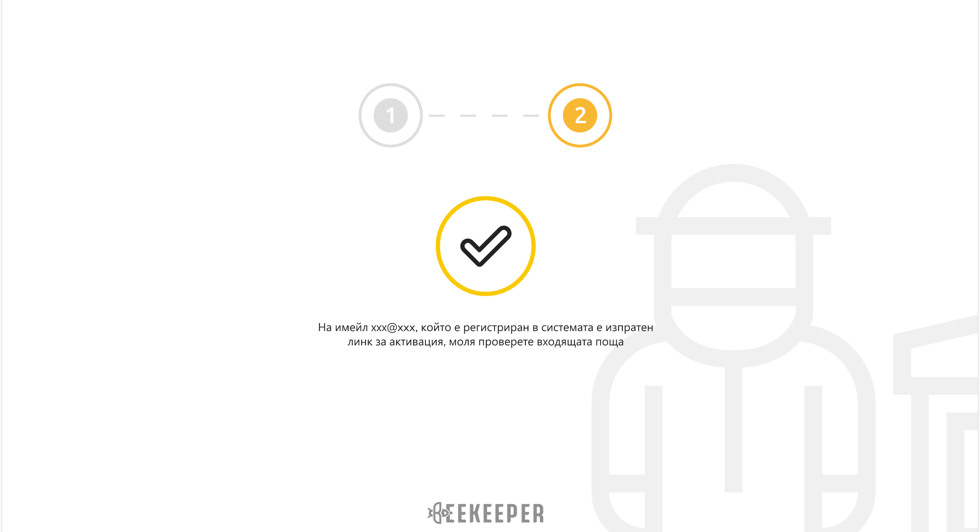 1
2
На имейл xxx@xxx, който е регистриран в системата е изпратен
линк за активация, моля проверете входящата поща
BEEKEEPER